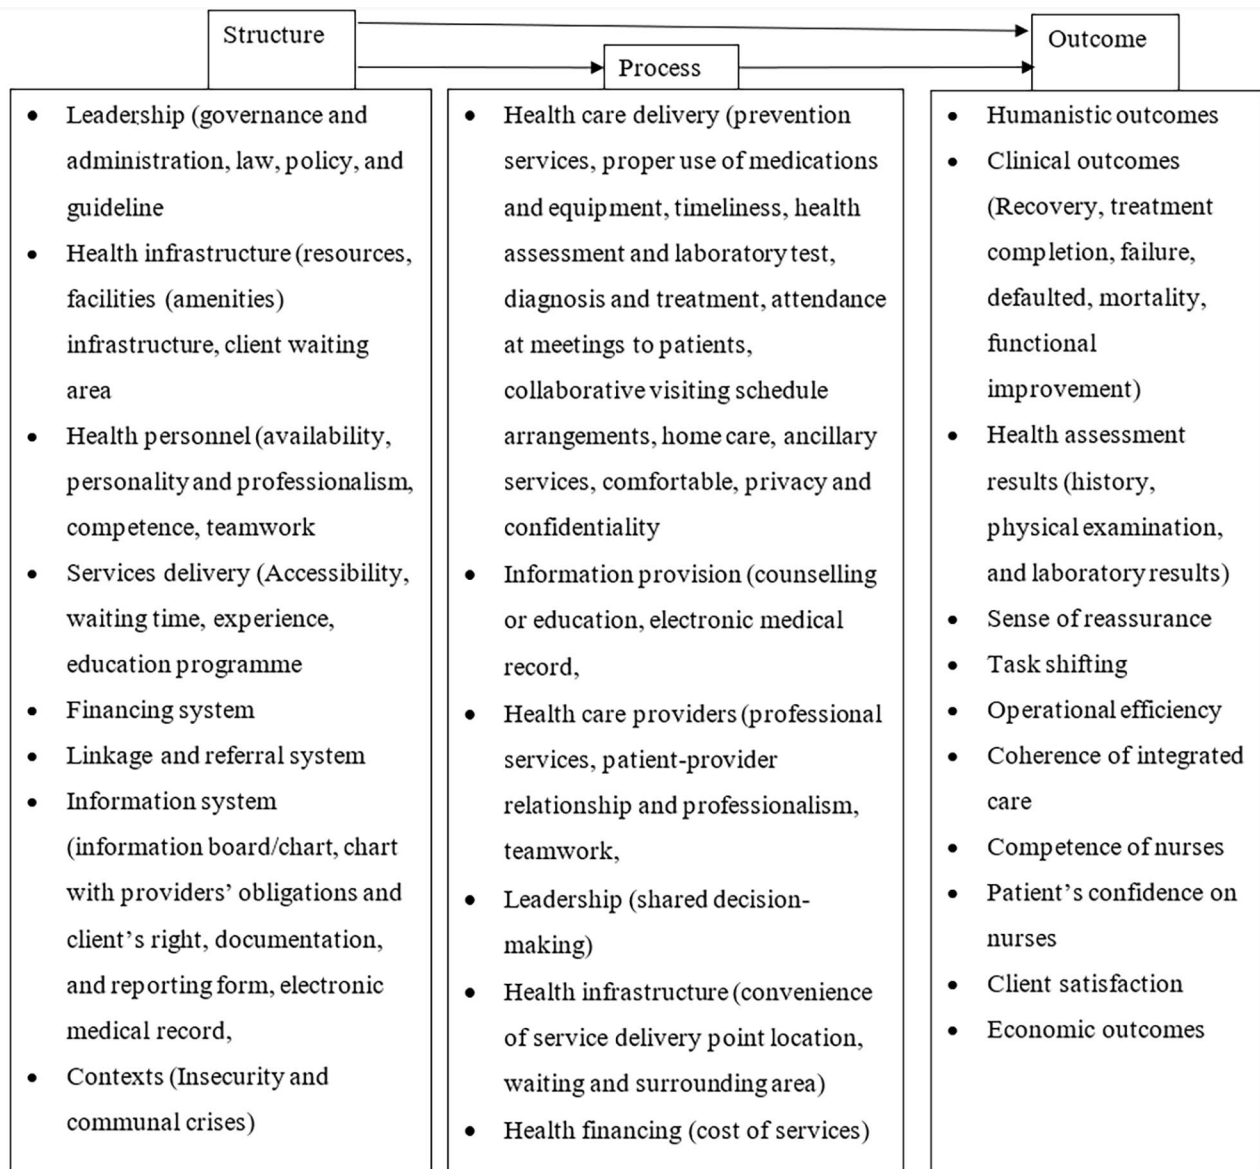 Structure
Outcome
Process
• Leadership (governance and
administration, law, policy, and
guideline
• Health infrastructure (resources,
facilities (amenities)
infrastructure, client waiting
area
• Health personnel (availability,
personality and professionalism,
competence, teamwork
• Services delivery (Accessibility,
waiting time, experience,
education programme
• Financing system
• Linkage and referral system
• Information system
(information board/chart, chart
with providers’ obligations and
client’s right, documentation,
and reporting form, electronic
medical record,
• Contexts (Insecurity and
communal crises)
• Health care delivery (prevention
services, proper use of medications
and equipment, timeliness, health
assessment and laboratory test,
diagnosis and treatment, attendance
at meetings to patients,
collaborative visiting schedule
arrangements, home care, ancillary
services, comfortable, privacy and
confidentiality
• Information provision (counselling
or education, electronic medical
record,
• Health care providers (professional
services, patient-provider
relationship and professionalism,
teamwork,
• Leadership (shared decision-
making)
• Health infrastructure (convenience
of service delivery point location,
waiting and surrounding area)
• Health financing (cost of services)
• Humanistic outcomes
• Clinical outcomes
(Recovery, treatment
completion, failure,
defaulted, mortality,
functional
improvement)
• Health assessment
results (history,
physical examination,
and laboratory results)
• Sense of reassurance
• Task shifting
• Operational efficiency
• Coherence of integrated
care
• Competence of nurses
• Patient’s confidence on
nurses
• Client satisfaction
• Economic outcomes